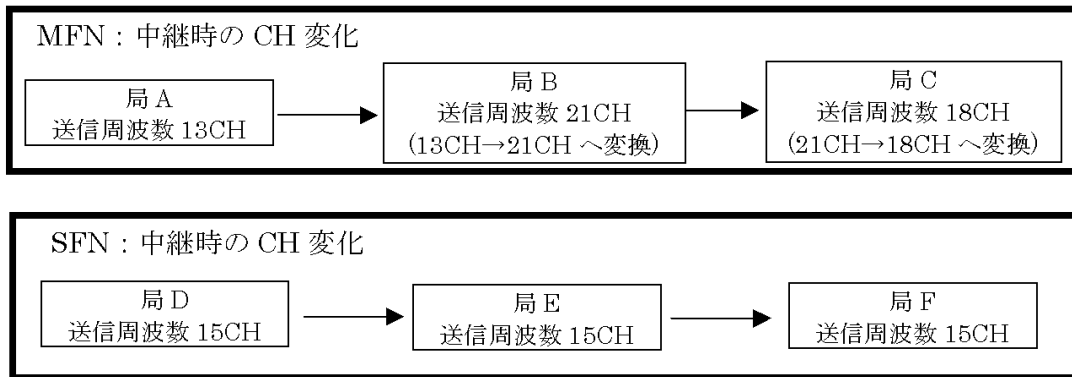 MFN：中継時の CH 変化
局 A
送信周波数 13CH
局 B
送信周波数 21CH
(13CH→21CH へ変換)
局 C
送信周波数 18CH
(21CH→18CH へ変換)
SFN：中継時の CH 変化
局 D
送信周波数 15CH
局 E
送信周波数 15CH
局 F
送信周波数 15CH